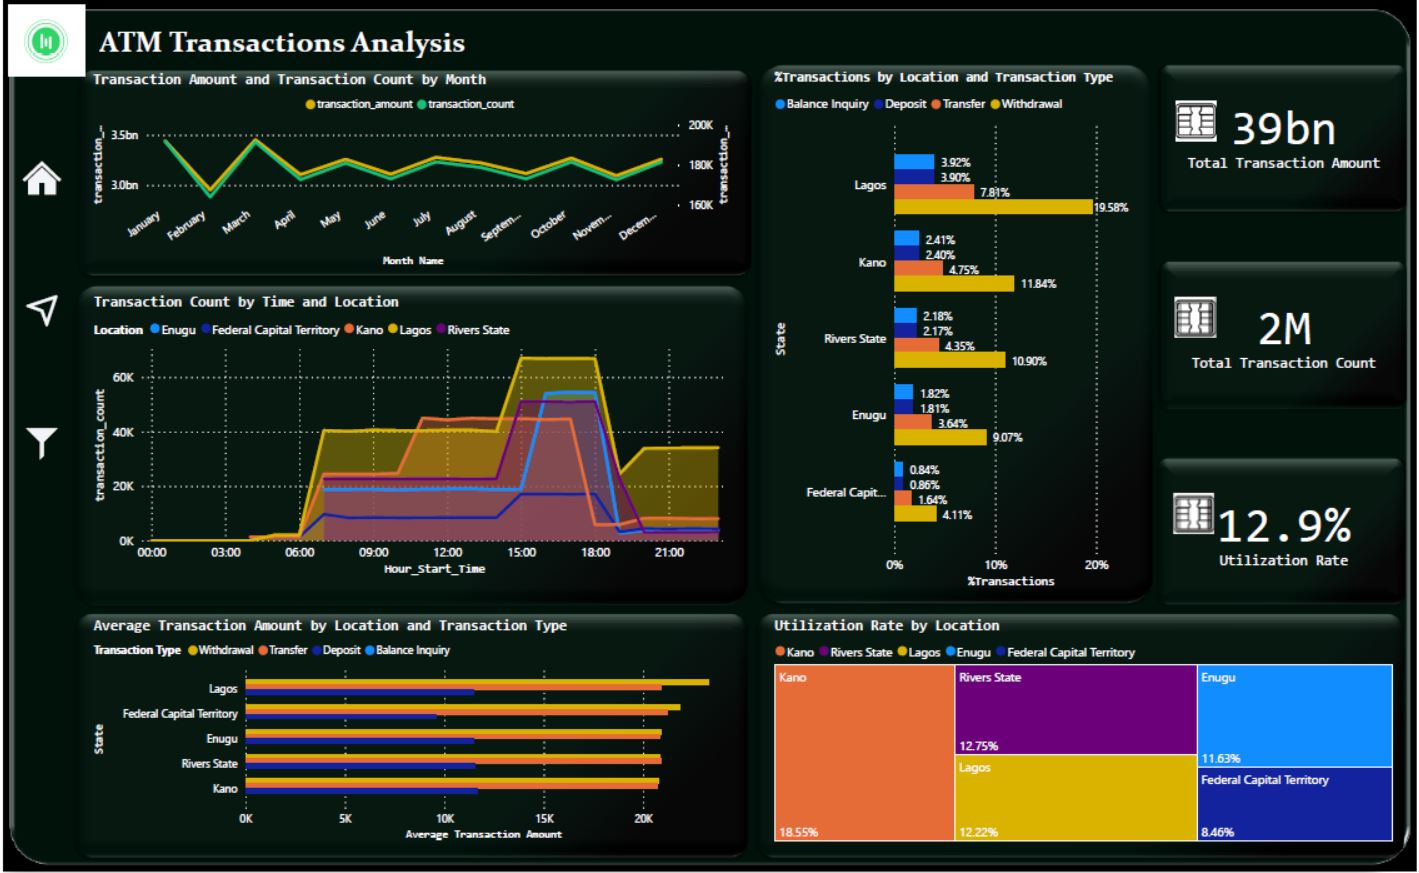 ATM Transactions Analysis
Transaction Amount and Transaction Count by Month
transaction_amount transaction_count
transaction_…
3.5bn
3.0bn
200K
180K
160K
transaction_…
January February March April May June July August Septem... October Novem... Decem...
Month Name
%Transactions by Location and Transaction Type
Balance Inquiry Deposit Transfer Withdrawal
State
Lagos
3.92%
3.90%
7.81%
19.58%
Kano
2.41%
2.40%
4.75%
11.84%
Rivers State
2.18%
2.17%
4.35%
10.90%
Enugu
1.82%
1.81%
3.64%
9.07%
Federal Capit...
0.84%
0.86%
1.64%
4.11%
0% 10% 20%
%Transactions
39bn
Total Transaction Amount
2M
Total Transaction Count
12.9%
Utilization Rate
Transaction Count by Time and Location
Location Enugu Federal Capital Territory Kano Lagos Rivers State
transaction_count
60K
40K
20K
0K
00:00 03:00 06:00 09:00 12:00 15:00 18:00 21:00
Hour_Start_Time
Average Transaction Amount by Location and Transaction Type
Transaction Type Withdrawal Transfer Deposit Balance Inquiry
State
Lagos
Federal Capital Territory
Enugu
Rivers State
Kano
0K 5K 10K 15K 20K
Average Transaction Amount
Utilization Rate by Location
Kano Rivers State Lagos Enugu Federal Capital Territory
Kano
18.55%
Rivers State
12.75%
Lagos
12.22%
Enugu
11.63%
Federal Capital Territory
8.46%